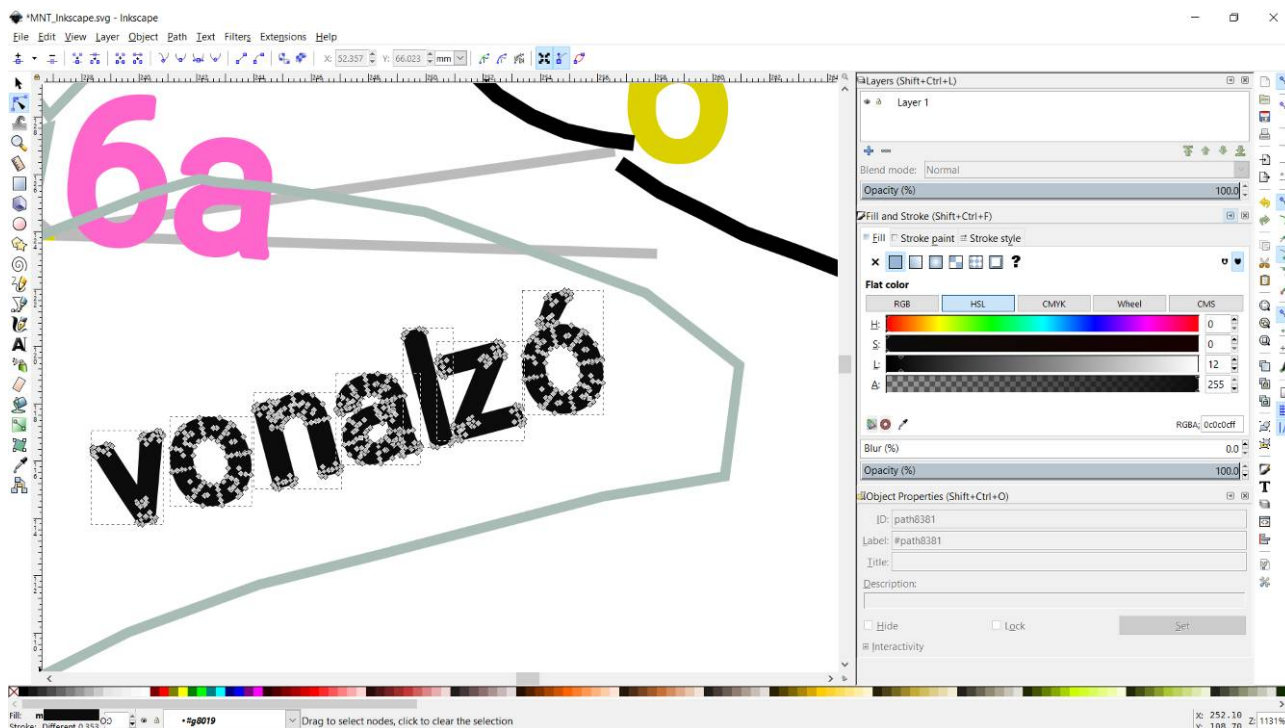 *MNT_Inkscape.svg - Inkscape
File Edit View Layer Object Path Text Filters Extensions Help
X: 52.357 Y: 66.023 mm
6a
o
vonalzó
Layers (Shift+Ctrl+L)
Layer 1
Blend mode: Normal
Opacity (%) 100.0
Fill and Stroke (Shift+Ctrl+F)
Fill Stroke paint Stroke style
?
Flat color
RGB HSL CMYK Wheel CMS
H: 0
S: 0
L: 12
A: 255
RGBA: 0c0c0cff
Blur (%) 0.0
Opacity (%) 100.0
Object Properties (Shift+Ctrl+O)
ID: path8381
Label: #path8381
Title:
Description:
Hide Lock Set
Interactivity
Fill: m
Stroke: Different 0.353
•#g8019 Drag to select nodes, click to clear the selection
X: 252.10
Y: 108.70
Z: 1131%